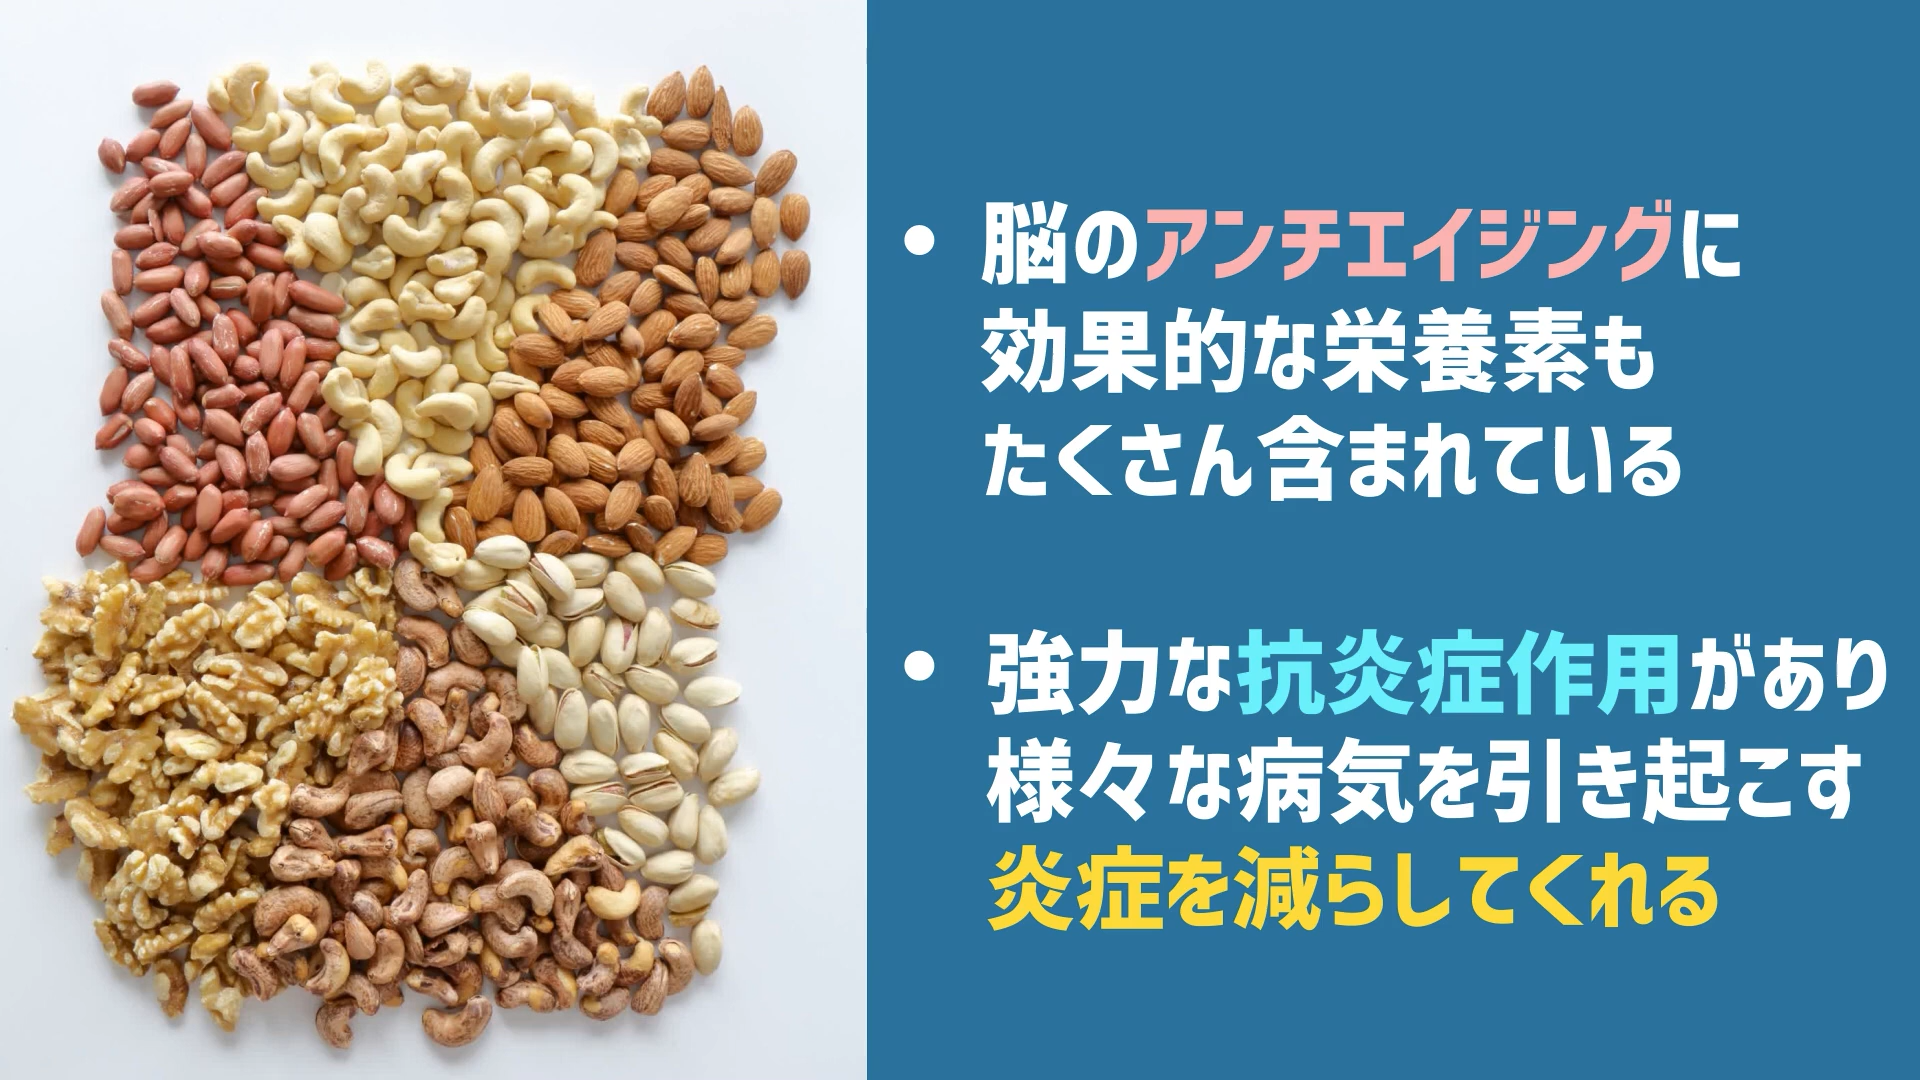 • 脳のアンチエイジングに
効果的な栄養素も
たくさん含まれている
• 強力な抗炎症作用があり
様々な病気を引き起こす
炎症を減らしてくれる